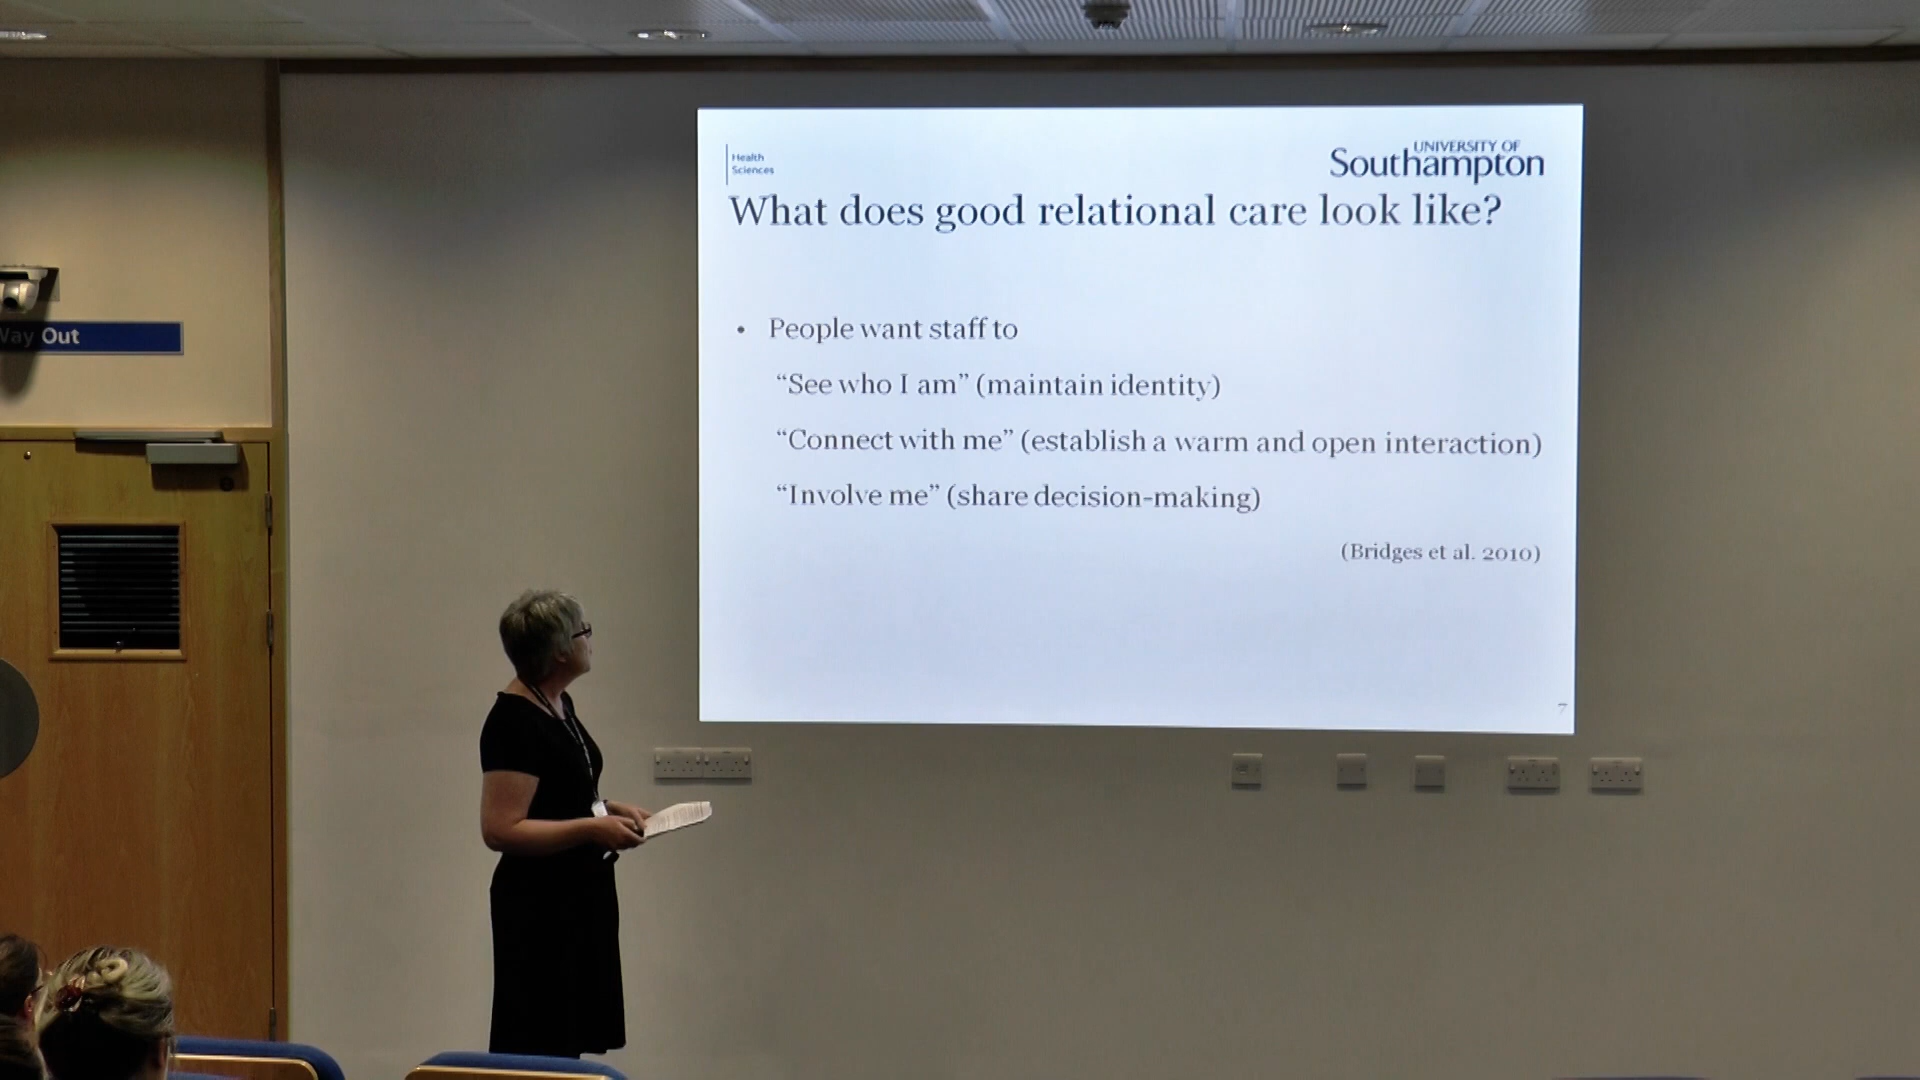 Health
Sciences
UNIVERSITY OF
Southampton
What does good relational care look like?
• People want staff to
“See who I am” (maintain identity)
“Connect with me” (establish a warm and open interaction)
“Involve me” (share decision-making)
(Bridges et al. 2010)
7
Way Out